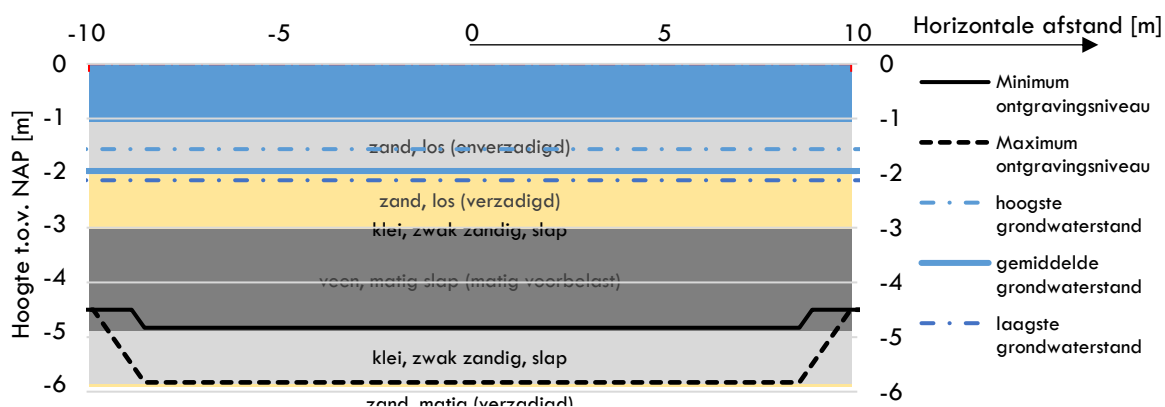 -10 -5 0 5 10 Horizontale afstand [m]
Hoogte t.o.v. NAP [m]
0 0
-1 -1
-2 -2
-3 -3
-4 -4
-5 -5
-6 -6
zand, los (onverzadigd)
zand, los (verzadigd)
klei, zwak zandig, slap
veen, matig slap (matig voorbelast)
klei, zwak zandig, slap
zand, matig (verzadigd)
Minimum
ontgravingsniveau
Maximum
ontgravingsniveau
hoogste
grondwaterstand
gemiddelde
grondwaterstand
laagste
grondwaterstand